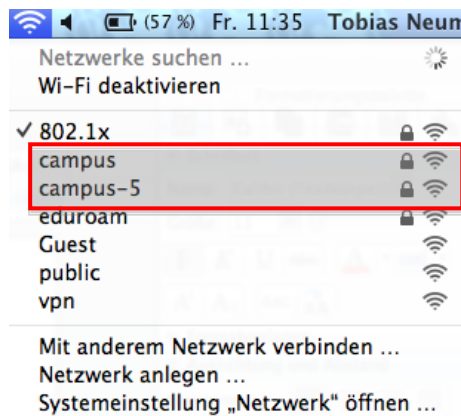 (57 %) Fr. 11:35 Tobias
Netzwerke suchen ...
Wi-Fi deaktivieren
✓ 802.1x
campus
campus-5
eduroam
Guest
public
vpn
Mit anderem Netzwerk verbinden ...
Netzwerk anlegen ...
Systemeinstellung „Netzwerk“ öffnen ...